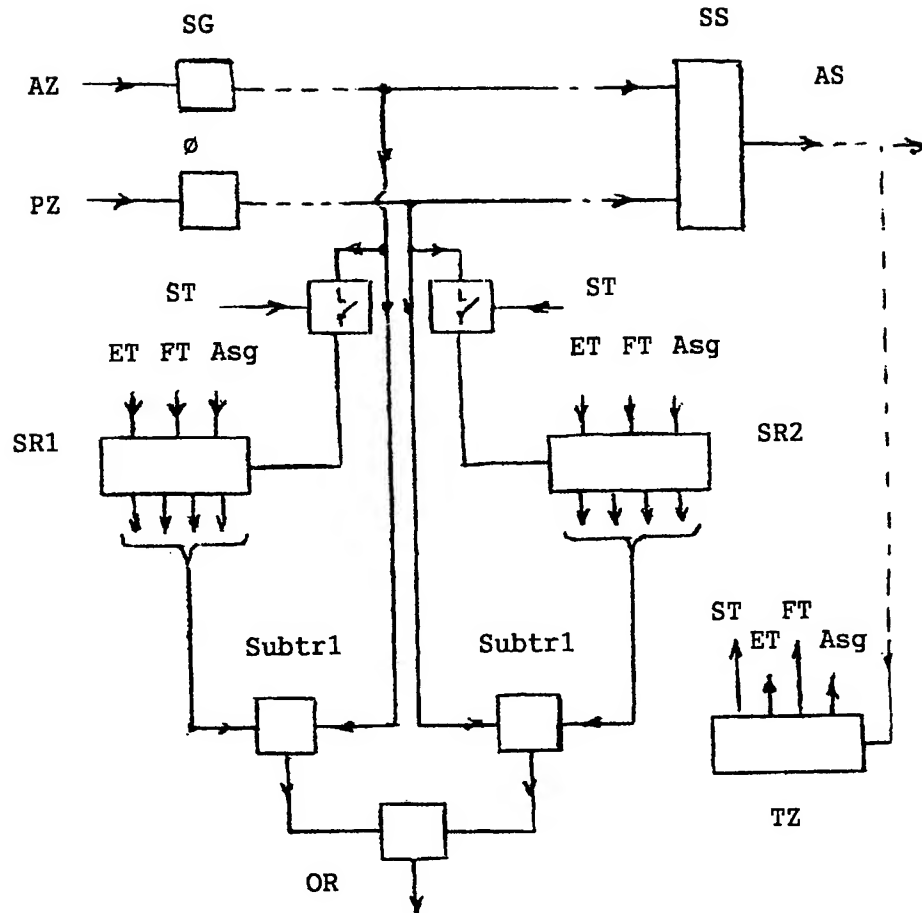 SG
SS
AZ
AS
ø
PZ
ST
ST
ET FT Asg
ET FT Asg
SR1
SR2
ST
FT
ET
Asg
Subtr1
Subtr1
TZ
OR